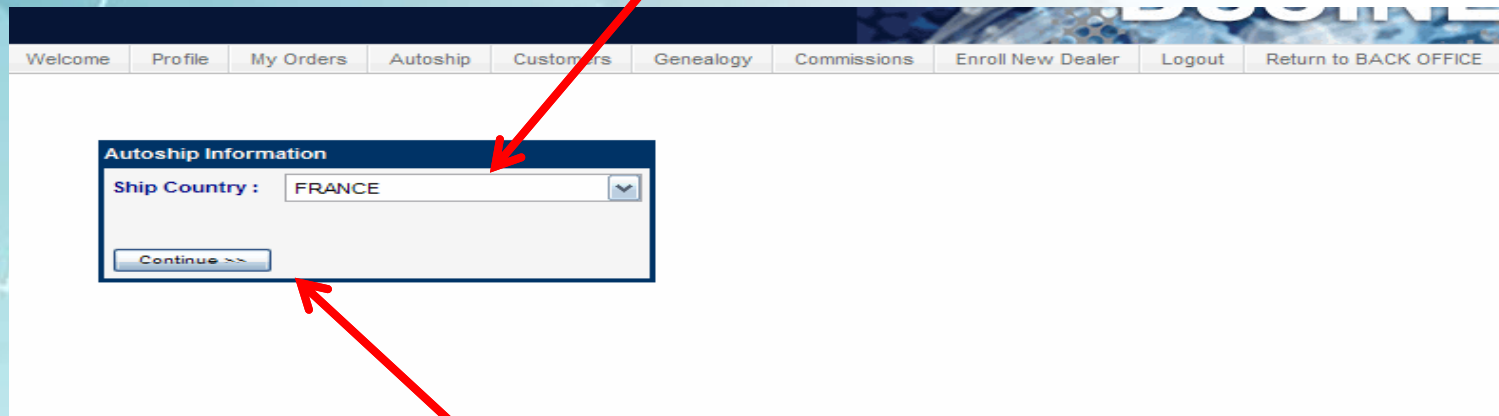 Welcome Profile My Orders Autoship Customers Genealogy Commissions Enroll New Dealer Logout Return to BACK OFFICE
Autoship Information
Ship Country : FRANCE
Continue >>